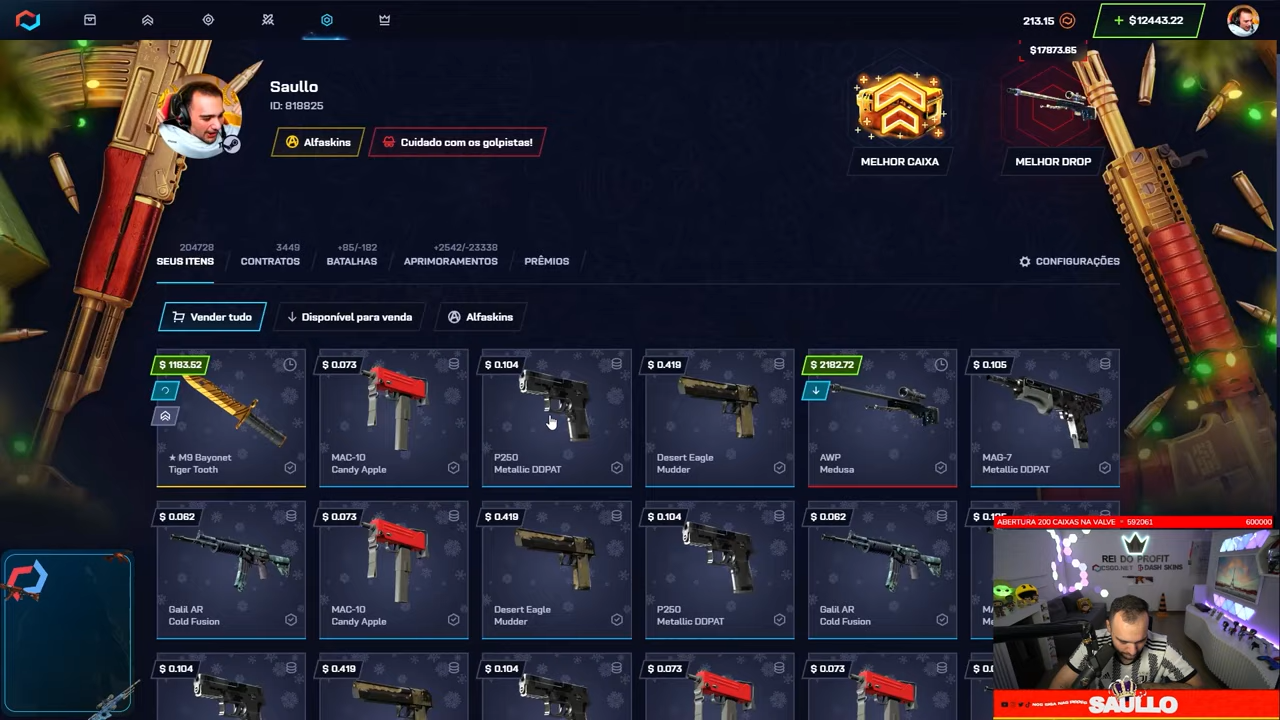 213.15
+ $12443.22
$17873.65
Saullo
ID: 818825
Alfaskins
Cuidado com os golpistas!
MELHOR CAIXA
MELHOR DROP
204728
SEUS ITENS
3449
CONTRATOS
+85/-182
BATALHAS
+2542/-23338
APRIMORAMENTOS
PRÊMIOS
CONFIGURAÇÕES
Vender tudo
Disponível para venda
Alfaskins
$ 1183.52
★ M9 Bayonet
Tiger Tooth
$ 0.073
MAC-10
Candy Apple
$ 0.104
P250
Metallic DDPAT
$ 0.419
Desert Eagle
Mudder
$ 2182.72
AWP
Medusa
$ 0.105
MAG-7
Metallic DDPAT
$ 0.062
Galil AR
Cold Fusion
$ 0.073
MAC-10
Candy Apple
$ 0.419
Desert Eagle
Mudder
$ 0.104
P250
Metallic DDPAT
$ 0.062
Galil AR
Cold Fusion
$ 0.104
$ 0.419
$ 0.104
$ 0.073
$ 0.073
ABERTURA 200 CAIXAS NA VALVE - 592061
600000
REI DO PROFIT
CSGO.NET
DASH SKINS
SAULLO